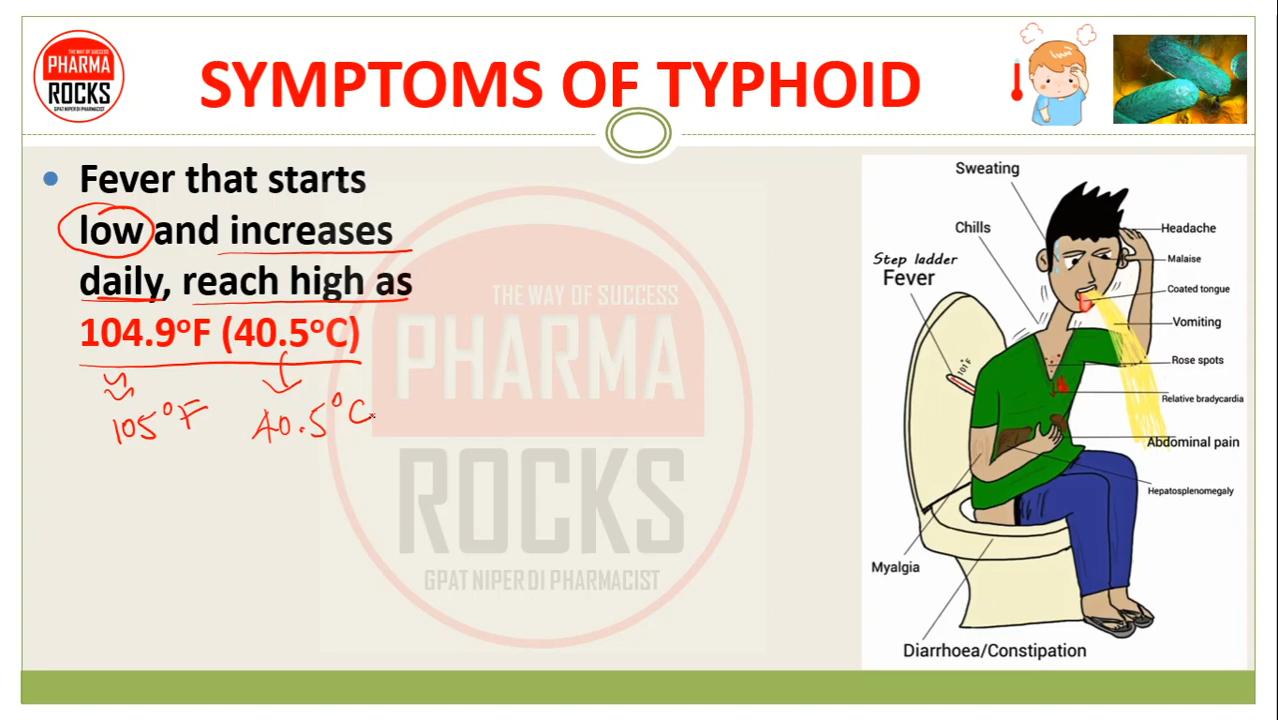 THE WAY OF SUCCESS
PHARMA
ROCKS
GPAT NIPER DI PHARMACIST
SYMPTOMS OF TYPHOID
• Fever that starts
low and increases
daily, reach high as
104.9°F (40.5°C)
105°F
40.5°C
THE WAY OF SUCCESS
PHARMA
ROCKS
GPAT NIPER DI PHARMACIST
Sweating
Chills
Step ladder
Fever
101°F
Headache
Malaise
Coated tongue
Vomiting
Rose spots
Relative bradycardia
Abdominal pain
Hepatosplenomegaly
Myalgia
Diarrhoea/Constipation